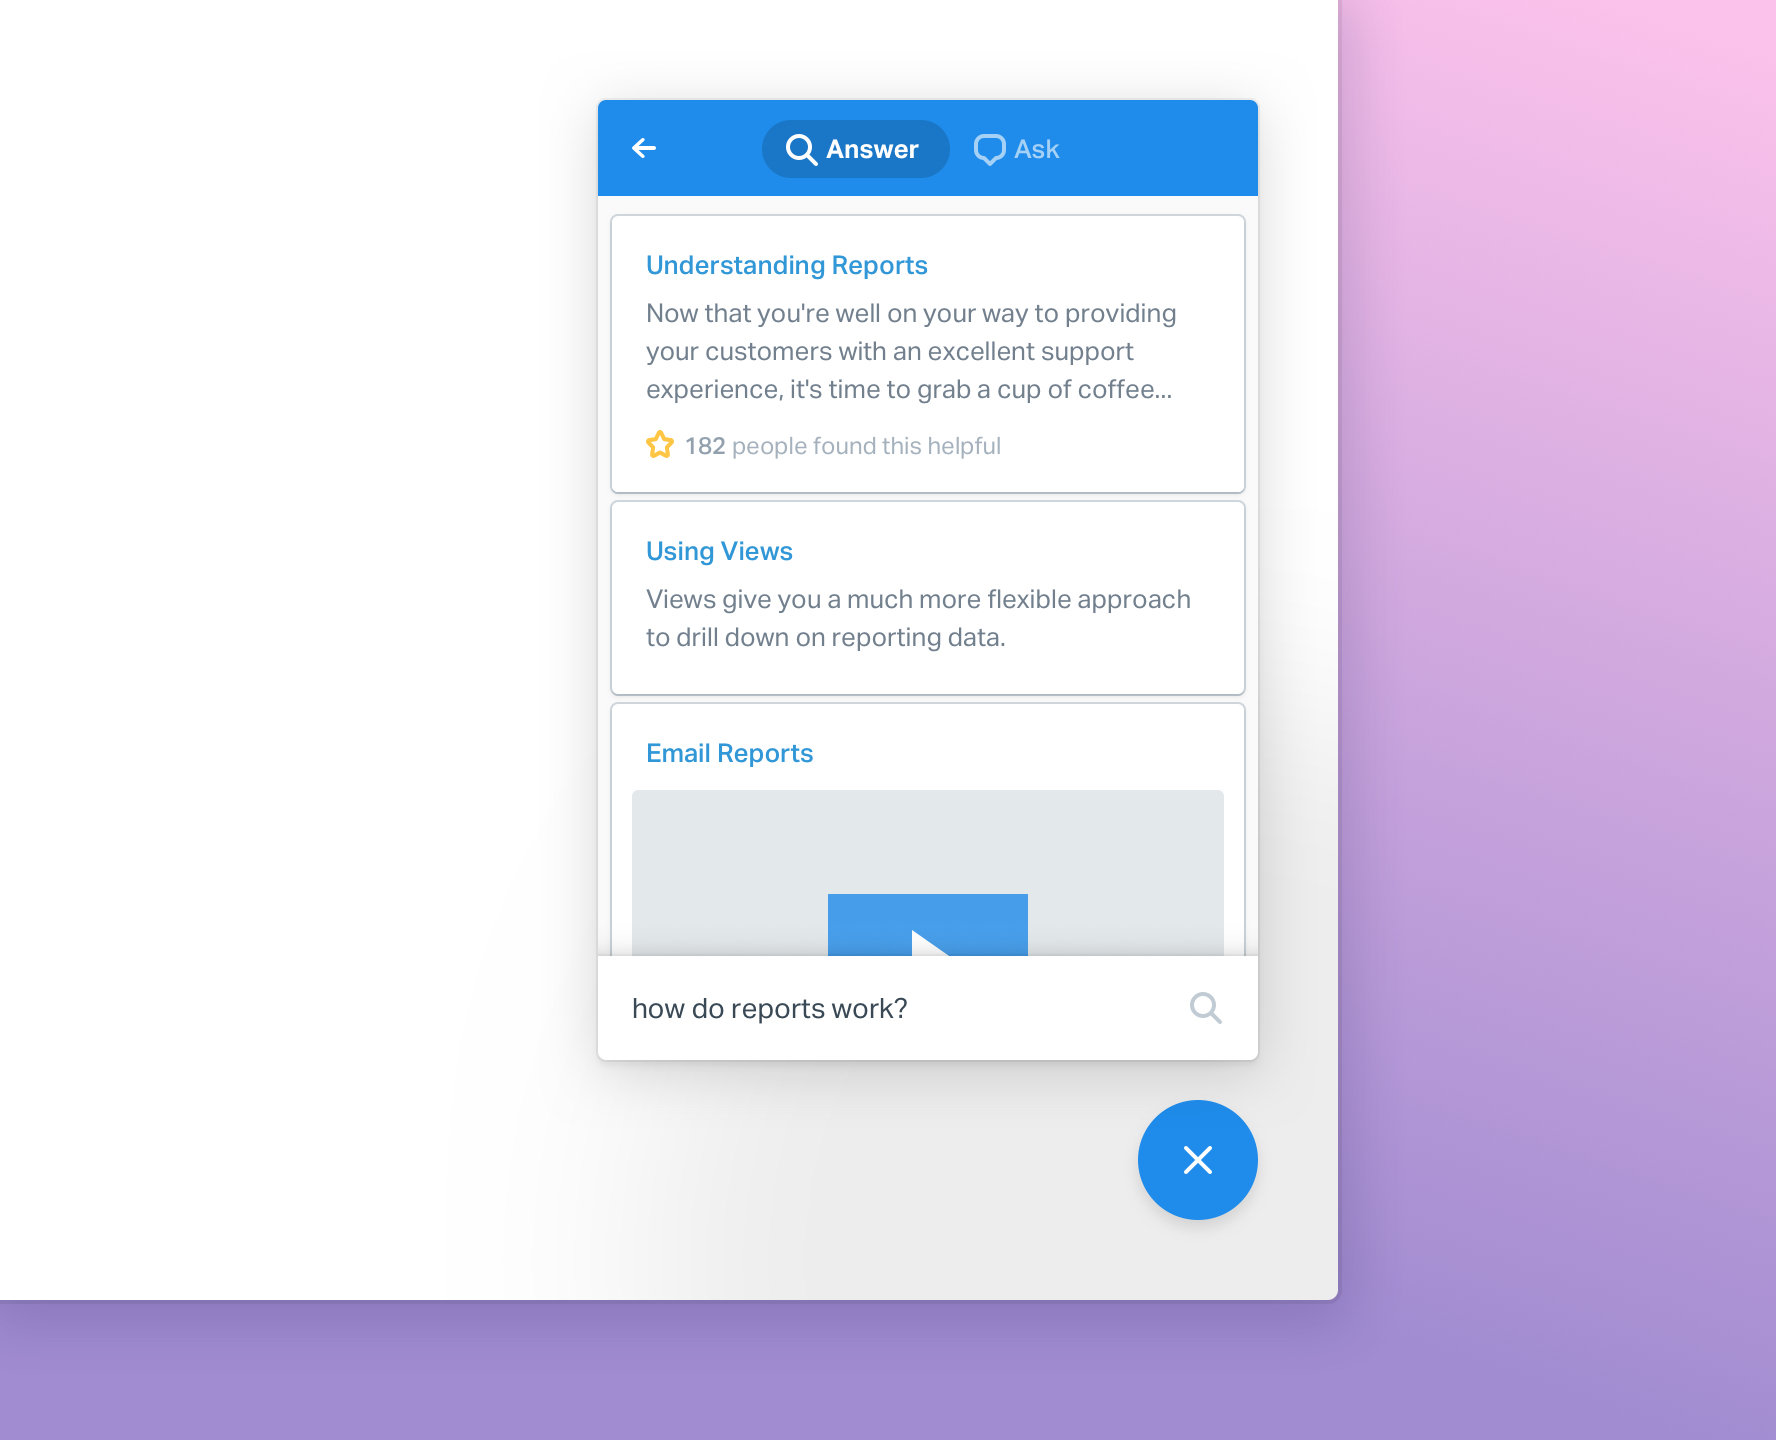 Answer
Ask
Understanding Reports
Now that you're well on your way to providing
your customers with an excellent support
experience, it's time to grab a cup of coffee...
182 people found this helpful
Using Views
Views give you a much more flexible approach
to drill down on reporting data.
Email Reports
how do reports work?